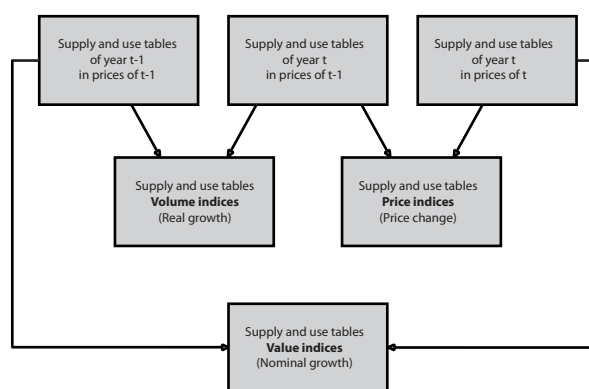 Supply and use tables
of year t-1
in prices of t-1
Supply and use tables
of year t
in prices of t-1
Supply and use tables
of year t
in prices of t
Supply and use tables
Volume indices
(Real growth)
Supply and use tables
Price indices
(Price change)
Supply and use tables
Value indices
(Nominal growth)